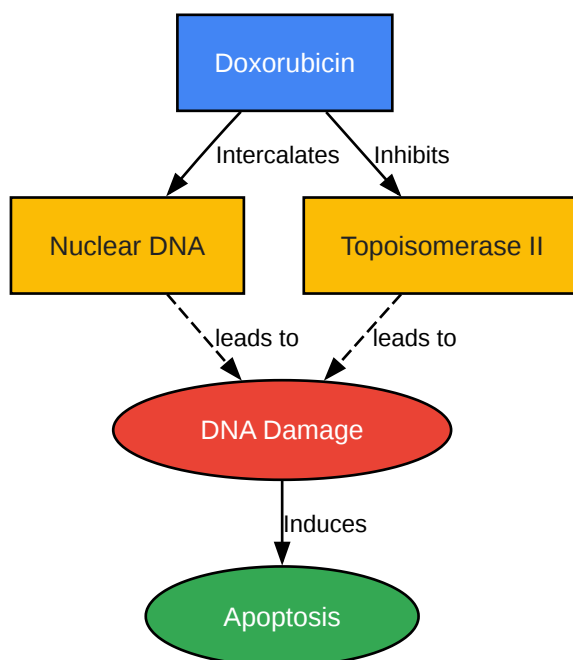 Doxorubicin
Intercalates
Inhibits
Nuclear DNA
Topoisomerase II
leads to
leads to
DNA Damage
Induces
Apoptosis